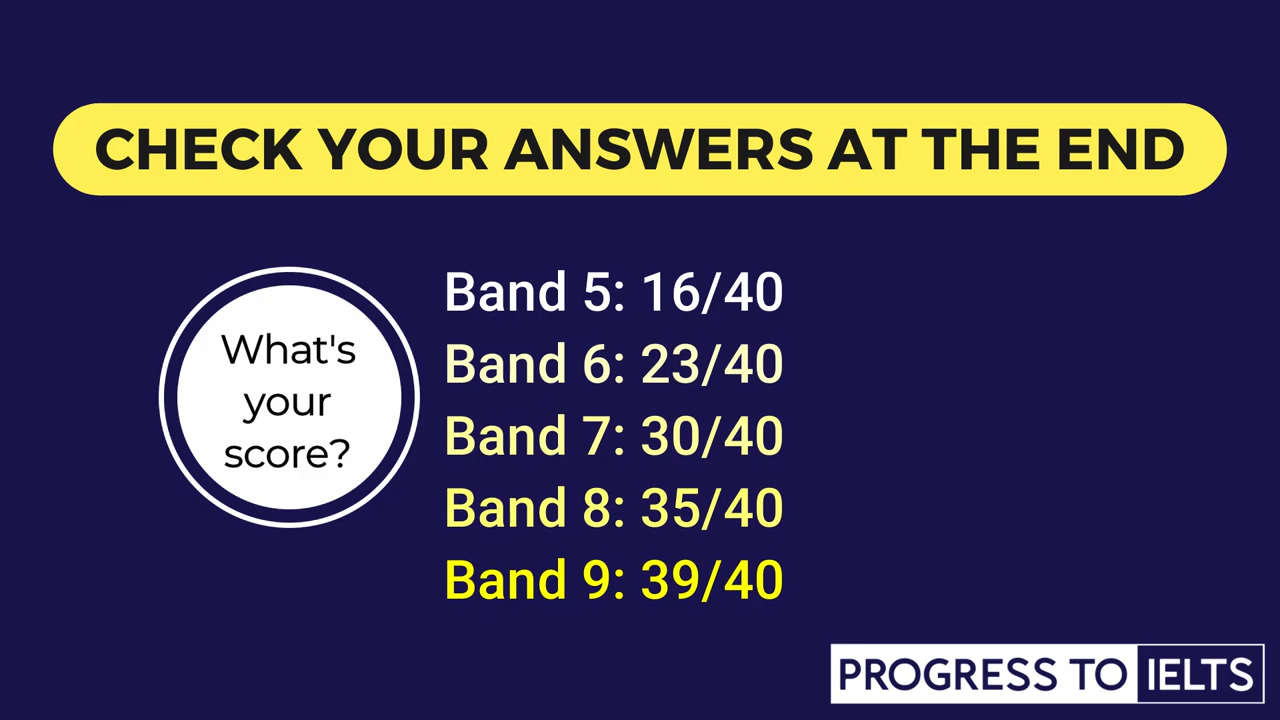 CHECK YOUR ANSWERS AT THE END
What's
your
score?
Band 5: 16/40
Band 6: 23/40
Band 7: 30/40
Band 8: 35/40
Band 9: 39/40
PROGRESS TO IELTS